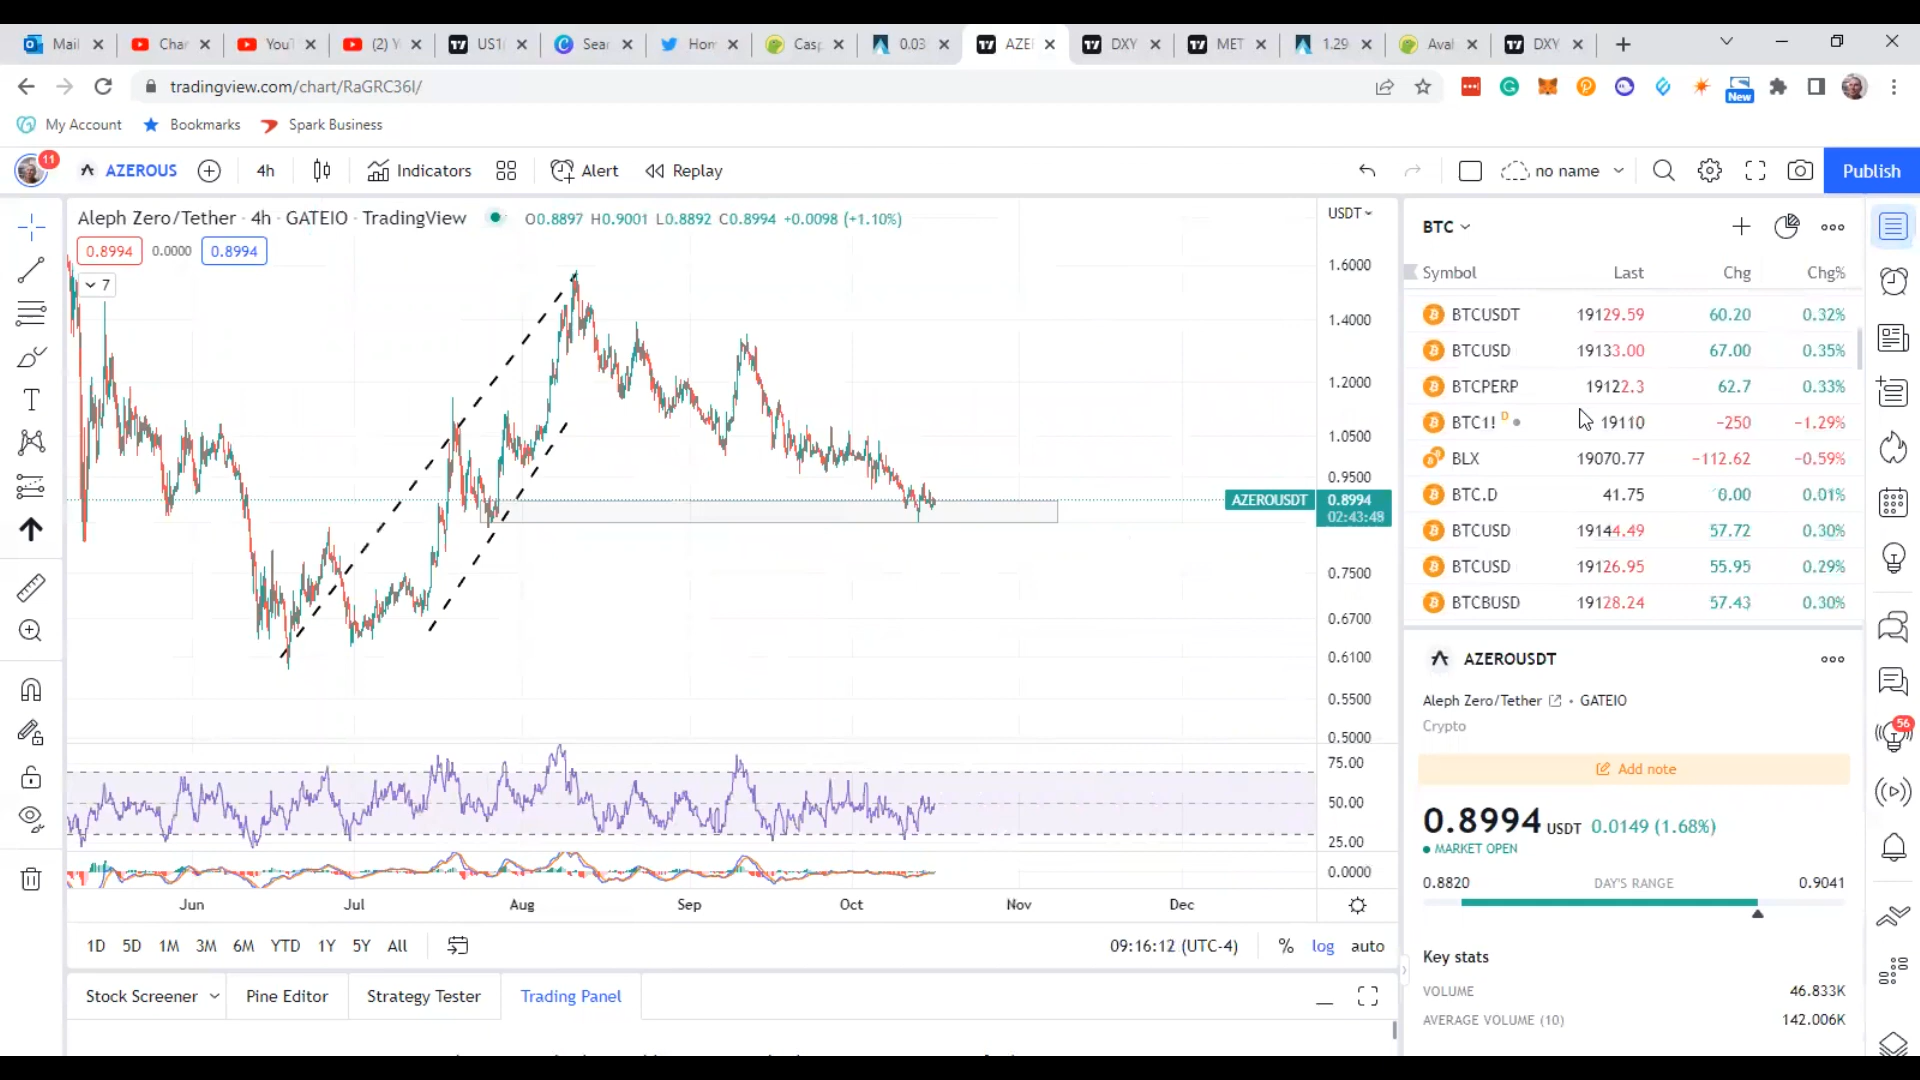 Mail
Char
YouT
(2) Y
US1
Sear
Hom
Casp
0.03
AZEI
DXY
MET
1.29
Aval
DXY
tradingview.com/chart/RaGRC36I/
New
My Account Bookmarks Spark Business
11
AZEROUS 4h Indicators Alert Replay no name Publish
Aleph Zero/Tether · 4h · GATEIO · TradingView O0.8897 H0.9001 L0.8892 C0.8994 +0.0098 (+1.10%)
0.8994 0.0000 0.8994
7
USDT
1.6000
1.4000
1.2000
1.0500
0.9500
AZEROUSDT 0.8994
02:43:48
0.7500
0.6700
0.6100
0.5500
0.5000
75.00
50.00
25.00
0.0000
Jun Jul Aug Sep Oct Nov Dec
1D 5D 1M 3M 6M YTD 1Y 5Y All 09:16:12 (UTC-4) % log auto
Stock Screener Pine Editor Strategy Tester Trading Panel
BTC
Symbol Last Chg Chg%
BTCUSDT 19129.59 60.20 0.32%
BTCUSD 19133.00 67.00 0.35%
BTCPERP 19122.3 62.7 0.33%
BTC1! D 19110 −250 −1.29%
BLX 19070.77 −112.62 −0.59%
BTC.D 41.75 0.00 0.01%
BTCUSD 19144.49 57.72 0.30%
BTCUSD 19126.95 55.95 0.29%
BTCBUSD 19128.24 57.43 0.30%
AZEROUSDT
Aleph Zero/Tether • GATEIO
Crypto
Add note
0.8994 USDT 0.0149 (1.68%)
MARKET OPEN
0.8820 DAY'S RANGE 0.9041
Key stats
VOLUME 46.833K
AVERAGE VOLUME (10) 142.006K
56